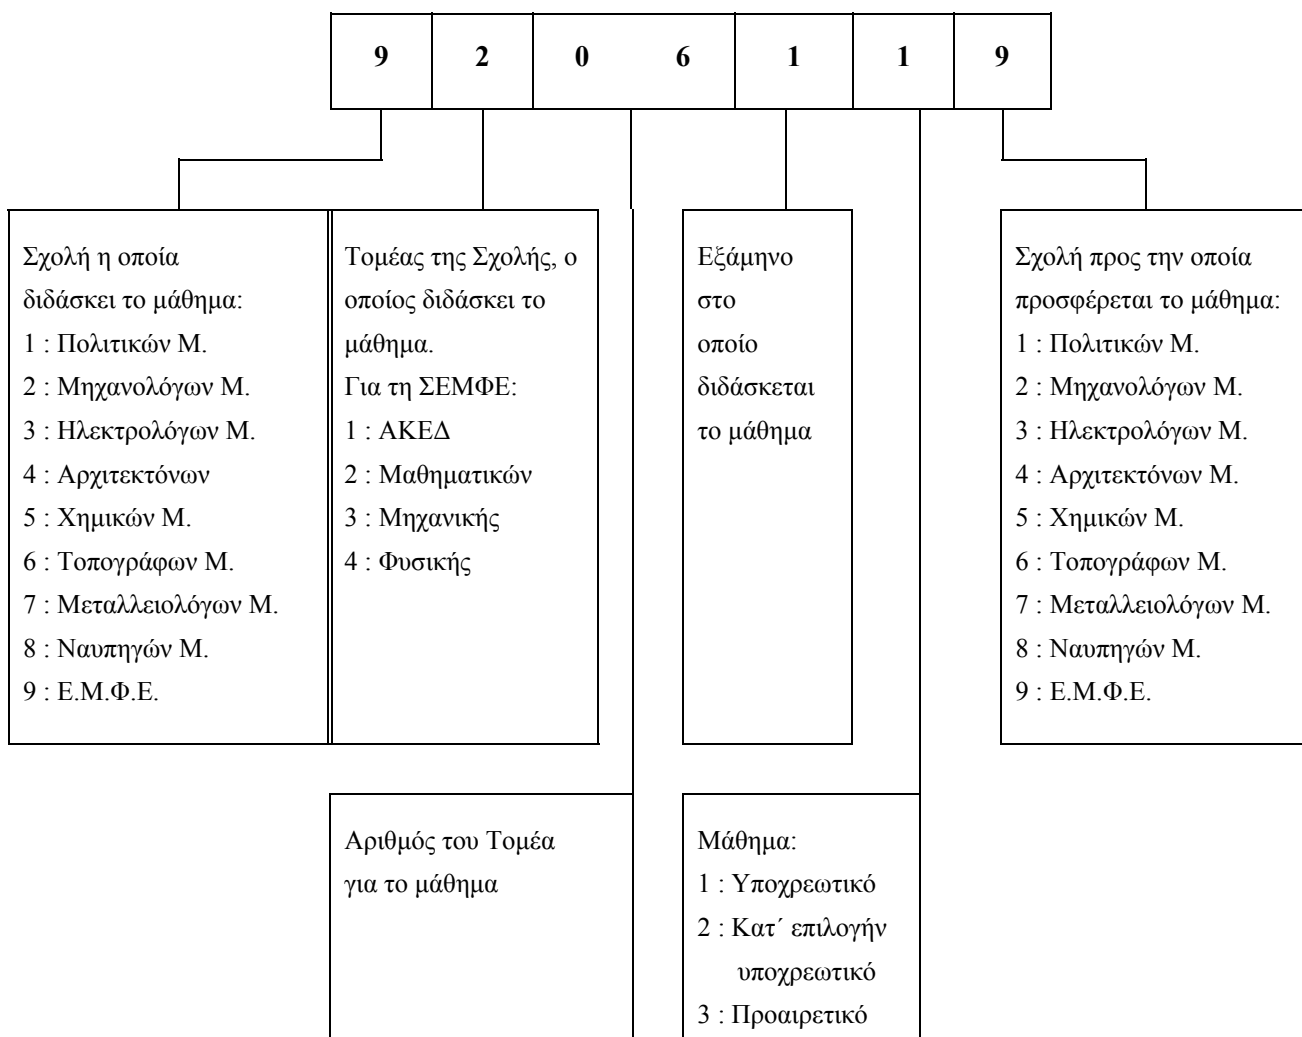 9 2 0 6 1 1 9
Σχολή η οποία
διδάσκει το μάθημα:
1 : Πολιτικών Μ.
2 : Μηχανολόγων Μ.
3 : Ηλεκτρολόγων Μ.
4 : Αρχιτεκτόνων
5 : Χημικών Μ.
6 : Τοπογράφων Μ.
7 : Μεταλλειολόγων Μ.
8 : Ναυπηγών Μ.
9 : Ε.Μ.Φ.Ε.
Τομέας της Σχολής, ο
οποίος διδάσκει το
μάθημα.
Για τη ΣΕΜΦΕ:
1 : ΑΚΕΔ
2 : Μαθηματικών
3 : Μηχανικής
4 : Φυσικής
Εξάμηνο
στο
οποίο
διδάσκεται
το μάθημα
Σχολή προς την οποία
προσφέρεται το μάθημα:
1 : Πολιτικών Μ.
2 : Μηχανολόγων Μ.
3 : Ηλεκτρολόγων Μ.
4 : Αρχιτεκτόνων Μ.
5 : Χημικών Μ.
6 : Τοπογράφων Μ.
7 : Μεταλλειολόγων Μ.
8 : Ναυπηγών Μ.
9 : Ε.Μ.Φ.Ε.
Αριθμός του Τομέα
για το μάθημα
Μάθημα:
1 : Υποχρεωτικό
2 : Κατ΄ επιλογήν
υποχρεωτικό
3 : Προαιρετικό